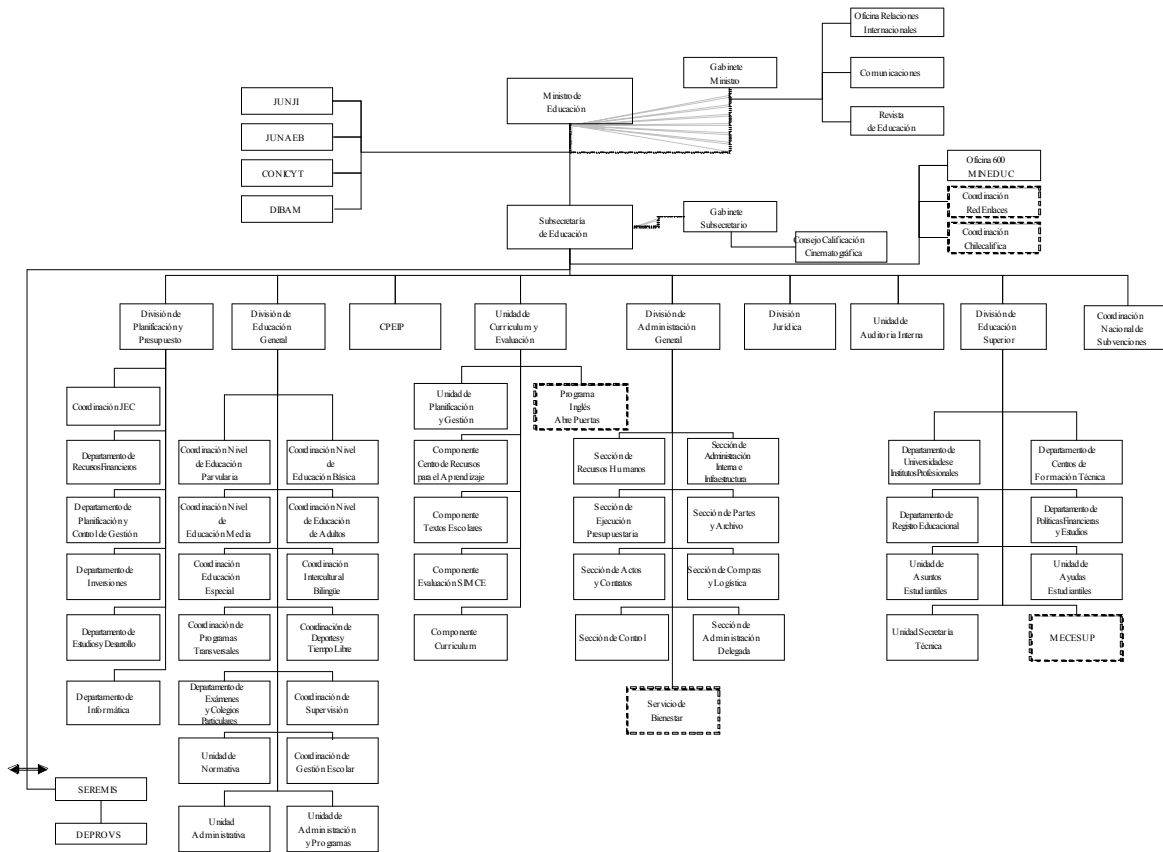 Oficina Relaciones
Internacionales
Gabinete
Ministro
Comunicaciones
Ministro de
Educación
JUNJI
Revista
de Educación
JUNAEB
CONICYT
Oficina 600
MINEDUC
DIBAM
Coordinación
Red Enlaces
Subsecretaría
de Educación
Gabinete
Subsecretario
Coordinación
Chilecalifica
Consejo Calificación
Cinematográfica
División de
Planificación y
Presupuesto
División de
Educación
General
CPEIP
Unidad de
Curriculum y
Evaluación
División de
Administración
General
División
Jurídica
Unidad de
Auditoria Interna
División de
Educación
Superior
Coordinación
Nacional de
Subvenciones
Coordinación JEC
Unidad de
Planificación
y Gestión
Programa
Inglés
Abre Puertas
Departamento de
Recursos Financieros
Coordinación Nivel
de Educación
Parvularia
Coordinación Nivel
de
Educación Básica
Componente
Centro de Recursos
para el Aprendizaje
Sección de
Recursos Humanos
Sección de
Administración
Interna e
Infraestructura
Departamento de
Universidades e
Institutos Profesionales
Departamento de
Centros de
Formación Técnica
Departamento de
Planificación y
Control de Gestión
Coordinación Nivel
de
Educación Media
Coordinación Nivel
de Educación
de Adultos
Componente
Textos Escolares
Sección de
Ejecución
Presupuestaria
Sección de Partes
y Archivo
Departamento de
Registro Educacional
Departamento de
Políticas Financieras
y Estudios
Departamento de
Inversiones
Coordinación
Educación
Especial
Coordinación
Intercultural
Bilingüe
Componente
Evaluación SIMCE
Sección de Actos
y Contratos
Sección de Compras
y Logística
Unidad de
Asuntos
Estudiantiles
Unidad de
Ayudas
Estudiantiles
Departamento de
Estudios y Desarrollo
Coordinación de
Programas
Transversales
Coordinación de
Deportes y
Tiempo Libre
Componente
Curriculum
Sección de Control
Sección de
Administración
Delegada
Unidad Secretaría
Técnica
MECESUP
Departamento de
Informática
Departamento de
Exámenes
y Colegios
Particulares
Coordinación de
Supervisión
Servicio de
Bienestar
Unidad de
Normativa
Coordinación de
Gestión Escolar
SEREMIS
DEPROVS
Unidad
Administrativa
Unidad de
Administración
y Programas